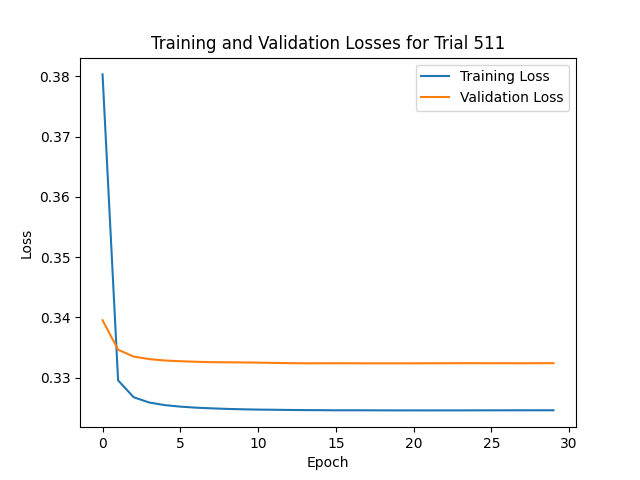 Training and Validation Losses for Trial 511
Training Loss
Validation Loss
0.38
0.37
0.36
0.35
0.34
0.33
Loss
0 5 10 15 20 25 30
Epoch